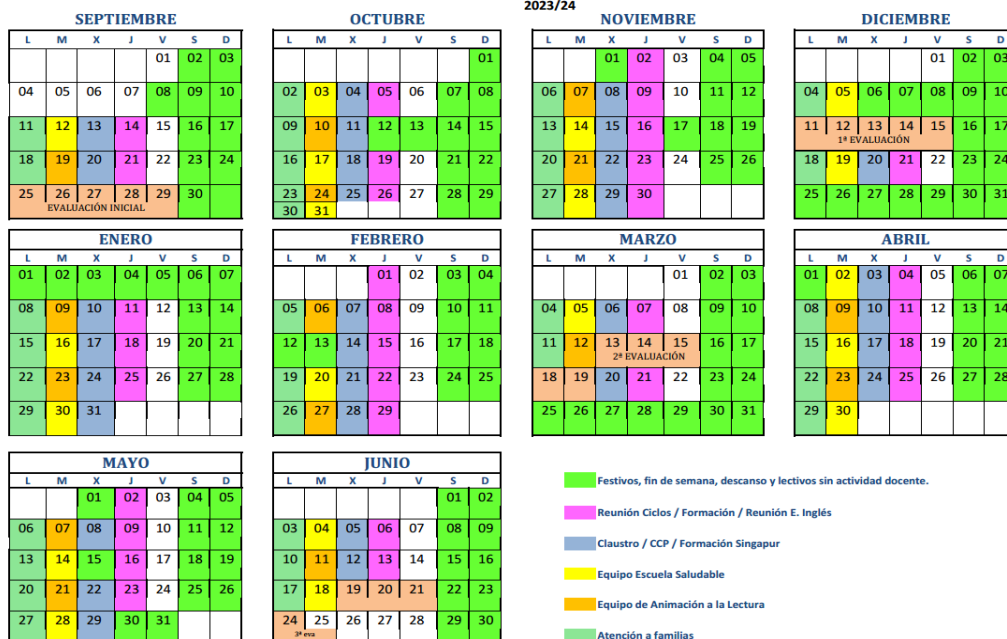 2023/24
SEPTIEMBRE
L M X J V S D
01 02 03
04 05 06 07 08 09 10
11 12 13 14 15 16 17
18 19 20 21 22 23 24
25 26 27 28 29 30
EVALUACIÓN INICIAL
OCTUBRE
L M X J V S D
01
02 03 04 05 06 07 08
09 10 11 12 13 14 15
16 17 18 19 20 21 22
23 24 25 26 27 28 29
30 31
NOVIEMBRE
L M X J V S D
01 02 03 04 05
06 07 08 09 10 11 12
13 14 15 16 17 18 19
20 21 22 23 24 25 26
27 28 29 30
DICIEMBRE
L M X J V S D
01 02 03
04 05 06 07 08 09 10
11 12 13 14 15 16 17
1ª EVALUACIÓN
18 19 20 21 22 23 24
25 26 27 28 29 30 31
ENERO
L M X J V S D
01 02 03 04 05 06 07
08 09 10 11 12 13 14
15 16 17 18 19 20 21
22 23 24 25 26 27 28
29 30 31
FEBRERO
L M X J V S D
01 02 03 04
05 06 07 08 09 10 11
12 13 14 15 16 17 18
19 20 21 22 23 24 25
26 27 28 29
MARZO
L M X J V S D
01 02 03
04 05 06 07 08 09 10
11 12 13 14 15 16 17
2ª EVALUACIÓN
18 19 20 21 22 23 24
25 26 27 28 29 30 31
ABRIL
L M X J V S D
01 02 03 04 05 06 07
08 09 10 11 12 13 14
15 16 17 18 19 20 21
22 23 24 25 26 27 28
29 30
MAYO
L M X J V S D
01 02 03 04 05
06 07 08 09 10 11 12
13 14 15 16 17 18 19
20 21 22 23 24 25 26
27 28 29 30 31
JUNIO
L M X J V S D
01 02
03 04 05 06 07 08 09
10 11 12 13 14 15 16
17 18 19 20 21 22 23
24 25 26 27 28 29 30
3ª eva
Festivos, fin de semana, descanso y lectivos sin actividad docente.
Reunión Ciclos / Formación / Reunión E. Inglés
Claustro / CCP / Formación Singapur
Equipo Escuela Saludable
Equipo de Animación a la Lectura
Atención a familias